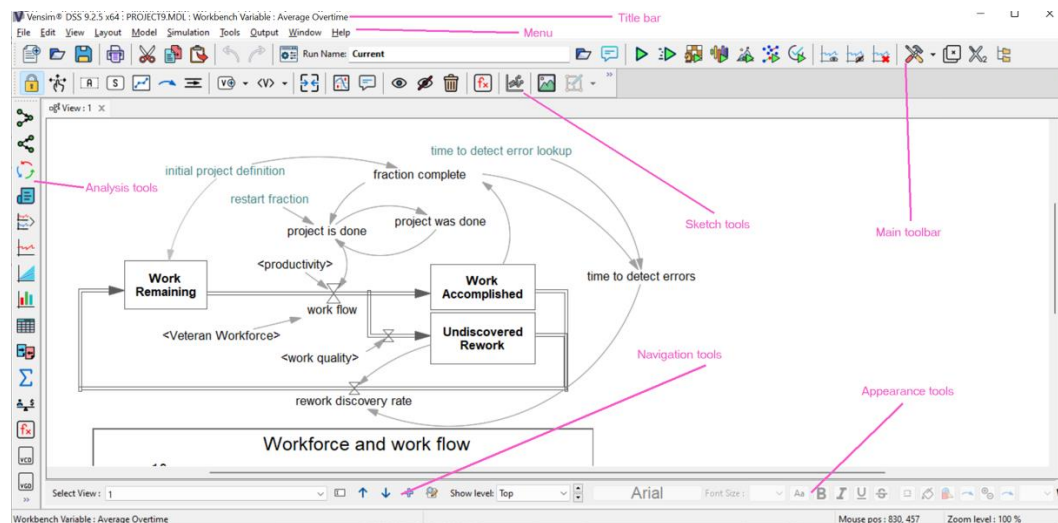 Vensim® DSS 9.2.5 x64 : PROJECT9.MDL : Workbench Variable : Average Overtime
Title bar
File Edit View Layout Model Simulation Tools Output Window Help
Menu
Run Name: Current
A S
View : 1 X
time to detect error lookup
initial project definition
fraction complete
Analysis tools
restart fraction
project was done
project is done
Sketch tools
Main toolbar
<productivity>
time to detect errors
Work
Remaining
Work
Accomplished
work flow
<Veteran Workforce>
Undiscovered
Rework
<work quality>
Navigation tools
rework discovery rate
Appearance tools
Workforce and work flow
Select View : 1
Show level: Top
Arial
Font Size :
Aa B I U S
Workbench Variable : Average Overtime
Mouse pos : 830, 457
Zoom level : 100 %